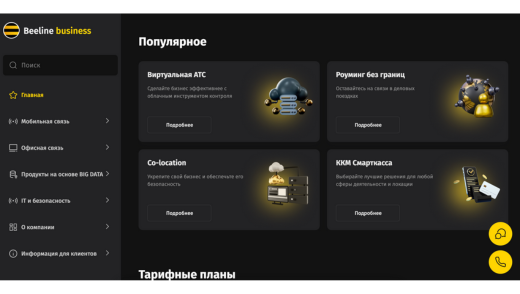 Beeline business
Поиск
Главная
Мобильная связь
Офисная связь
Продукты на основе BIG DATA
IT и безопасность
О компании
Информация для клиентов
Популярное
Виртуальная АТС
Сделайте бизнес эффективнее с
облачным инструментом контроля
Подробнее
Роуминг без границ
Оставайтесь на связи в деловых
поездках
Подробнее
Co-location
Укрепите свой бизнес и обеспечьте его
безопасность
Подробнее
ККМ Смарткасса
Выбирайте лучшие решения для любой
сферы деятельности и локации
Подробнее
Тарифные планы